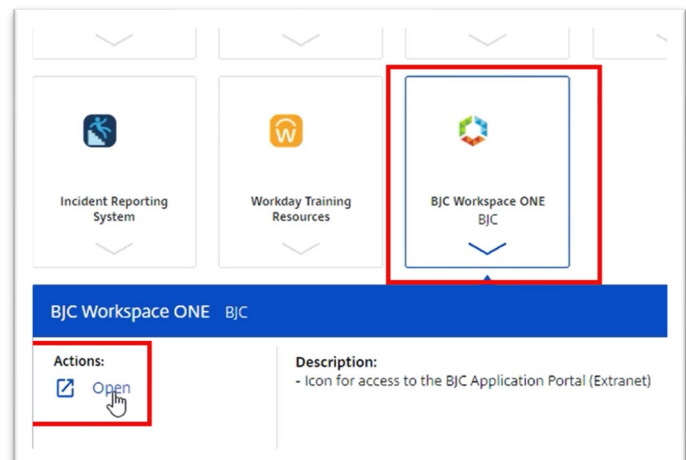 Incident Reporting
System
Workday Training
Resources
BJC Workspace ONE
BJC
BJC Workspace ONE BJC
Actions:
Open
Description:
- Icon for access to the BJC Application Portal (Extranet)